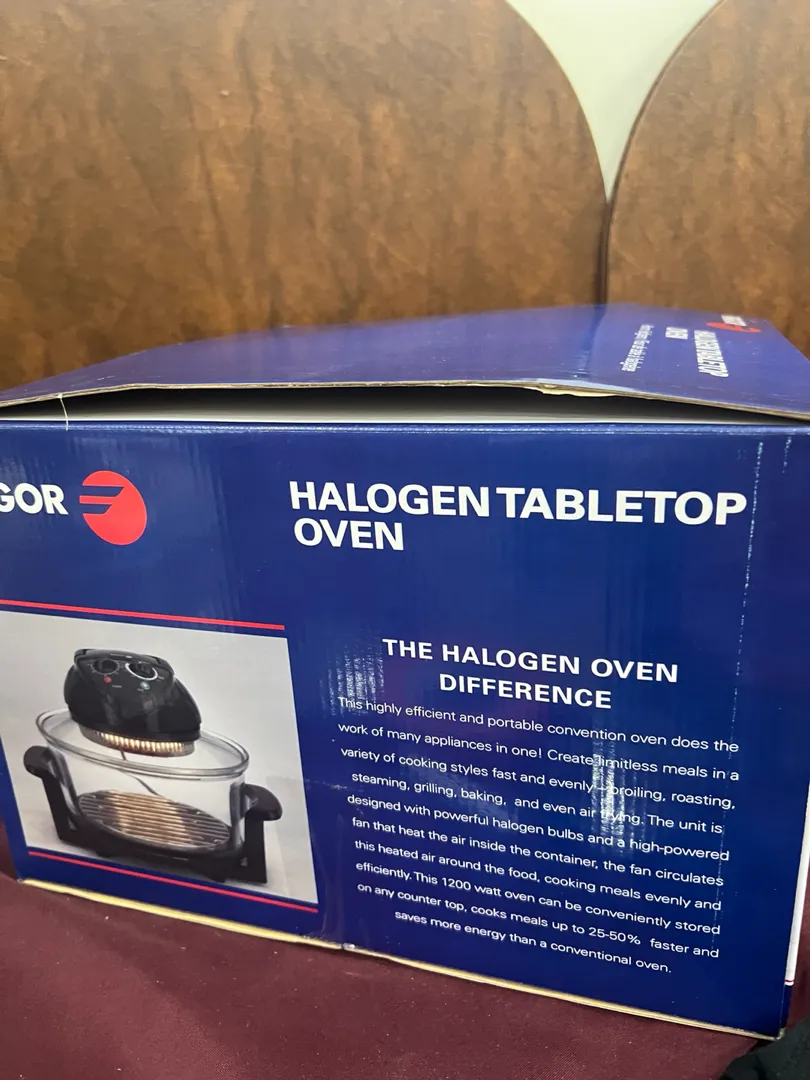 GOR
HALOGEN TABLETOP
OVEN
THE HALOGEN OVEN
DIFFERENCE
This highly efficient and portable convention oven does the
work of many appliances in one! Create limitless meals in a
variety of cooking styles fast and evenly—broiling, roasting,
steaming, grilling, baking, and even air frying. The unit is
designed with powerful halogen bulbs and a high-powered
fan that heat the air inside the container, the fan circulates
this heated air around the food, cooking meals evenly and
efficiently. This 1200 watt oven can be conveniently stored
on any counter top, cooks meals up to 25-50% faster and
saves more energy than a conventional oven.